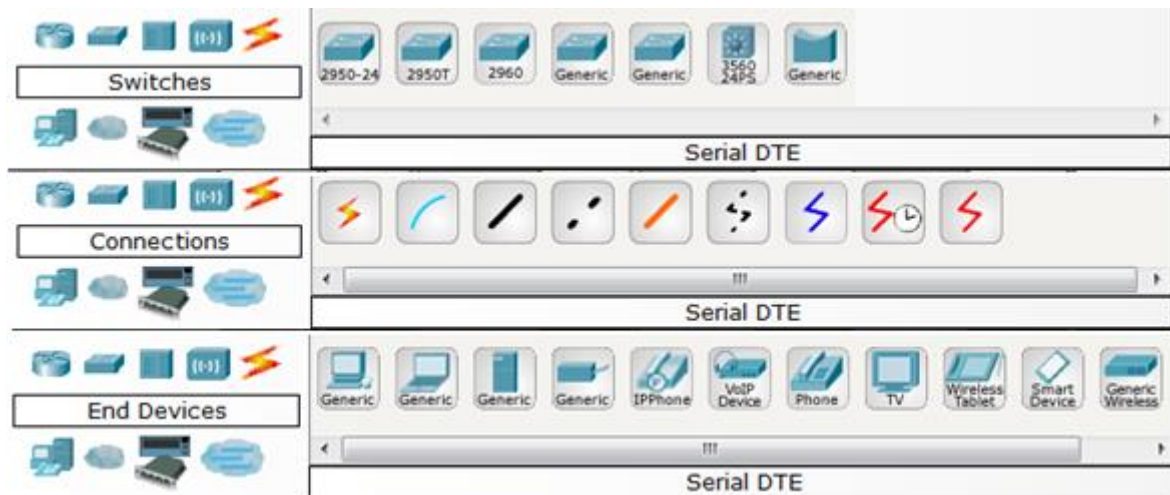 2950-24 2950T 2960 Generic Generic 3560 24PS Generic
Switches
Serial DTE
Connections
Serial DTE
Generic Generic Generic Generic IPPhone VoIP Device Phone TV Wireless Tablet Smart Device Generic Wireless
End Devices
Serial DTE